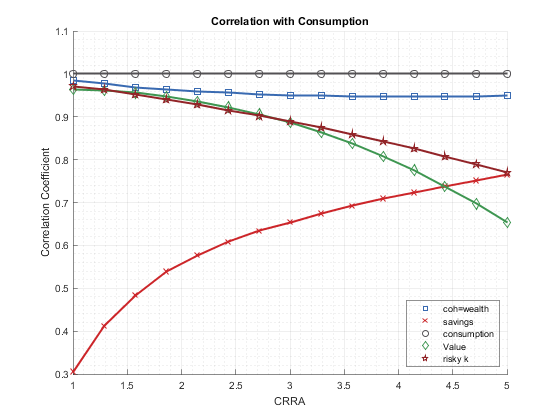 Correlation with Consumption
Correlation Coefficient
1.1
1
0.9
0.8
0.7
0.6
0.5
0.4
0.3
1 1.5 2 2.5 3 3.5 4 4.5 5
CRRA
coh=wealth
savings
consumption
Value
risky k